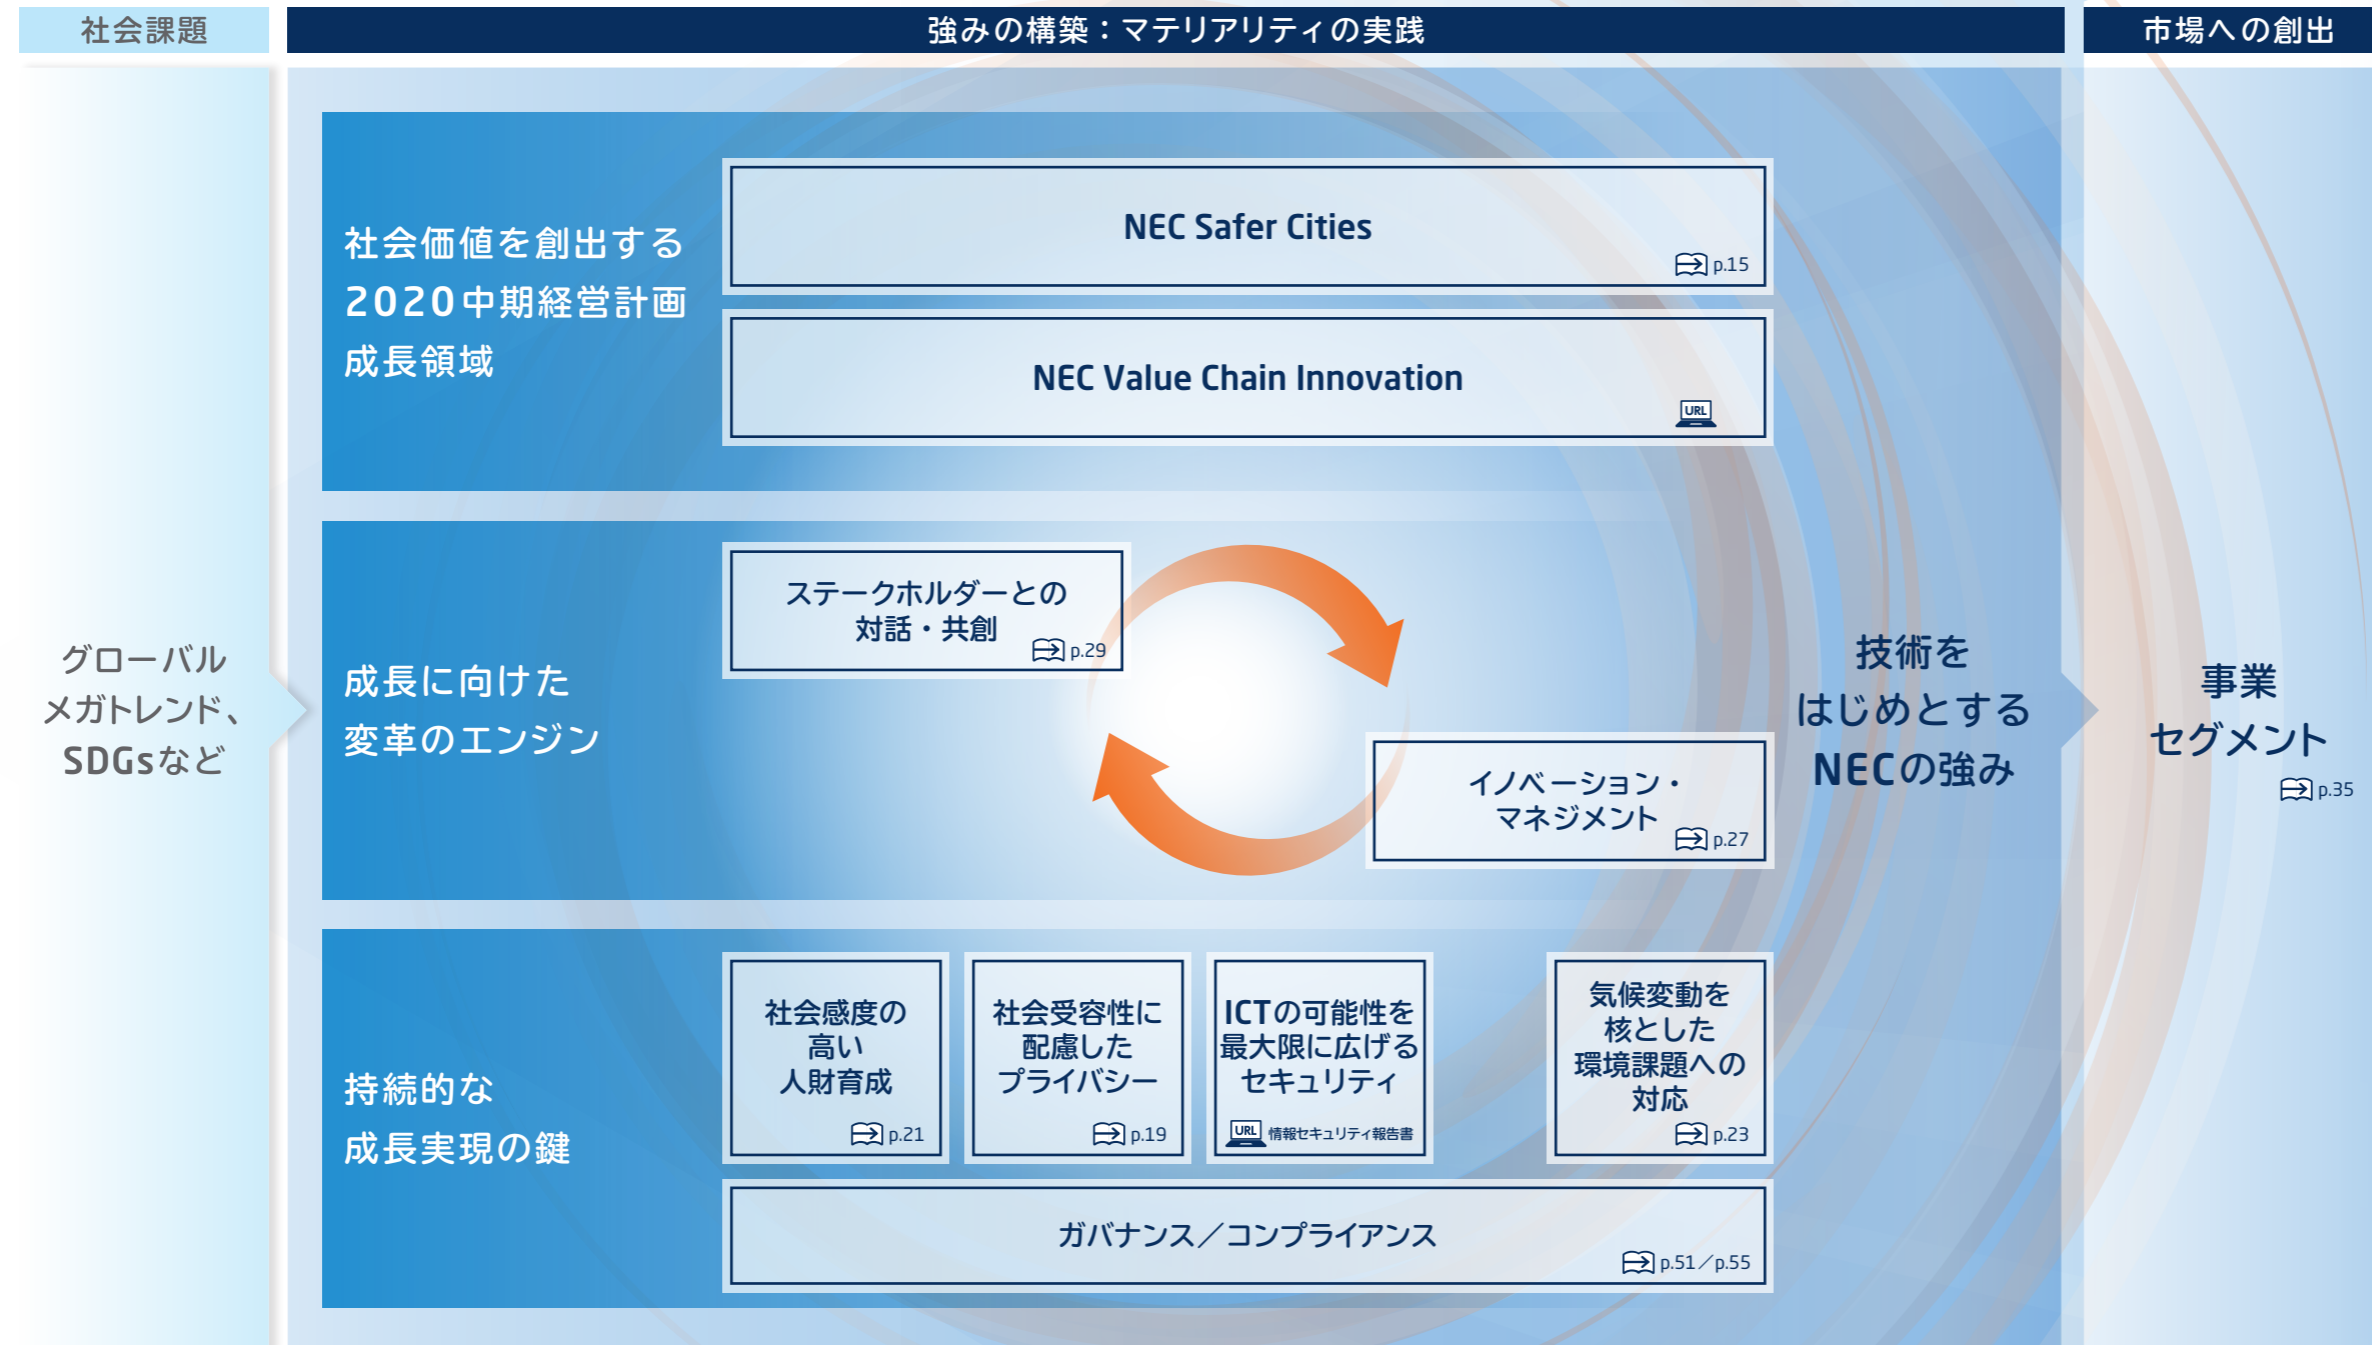 社会課題
強みの構築：マテリアリティの実践
市場への創出
グローバル
メガトレンド、
SDGsなど
社会価値を創出する
2020中期経営計画
成長領域
NEC Safer Cities
p.15
NEC Value Chain Innovation
URL
成長に向けた
変革のエンジン
ステークホルダーとの
対話・共創
p.29
イノベーション・
マネジメント
p.27
持続的な
成長実現の鍵
社会感度の
高い
人財育成
p.21
社会受容性に
配慮した
プライバシー
p.19
ICTの可能性を
最大限に広げる
セキュリティ
URL 情報セキュリティ報告書
気候変動を
核とした
環境課題への
対応
p.23
ガバナンス／コンプライアンス
p.51／p.55
技術を
はじめとする
NECの強み
事業
セグメント
p.35